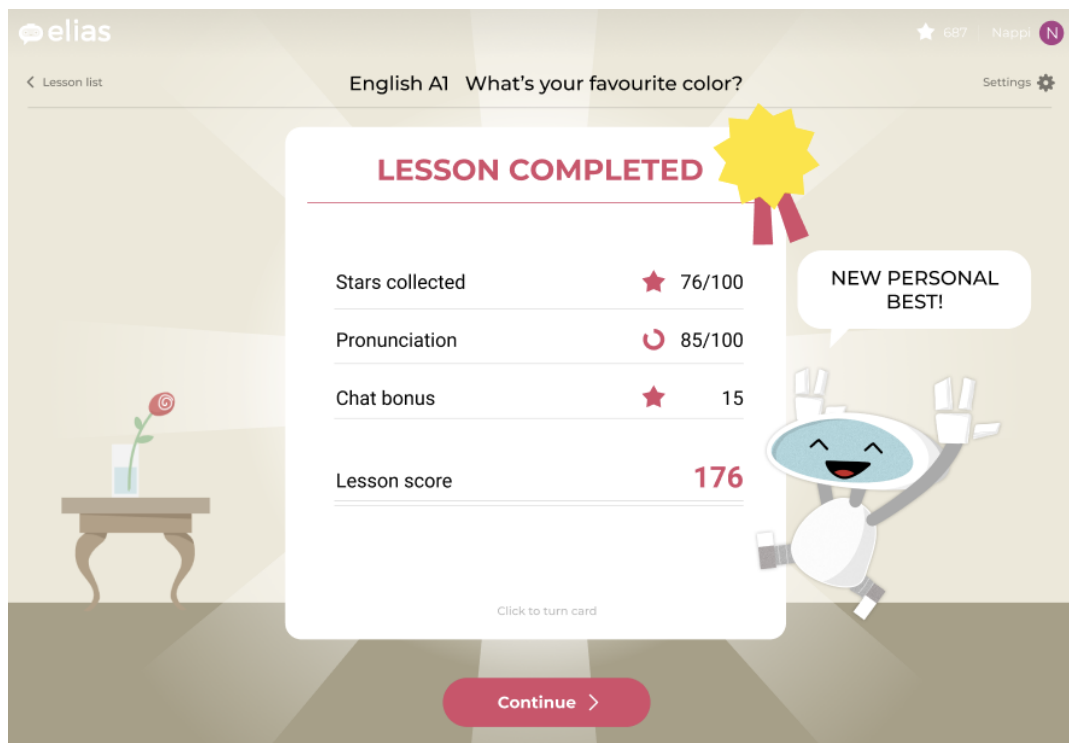 elias
687 Nappi N
Lesson list
English A1 What's your favourite color?
Settings
LESSON COMPLETED
Stars collected 76/100
Pronunciation 85/100
Chat bonus 15
Lesson score 176
Click to turn card
NEW PERSONAL
BEST!
Continue